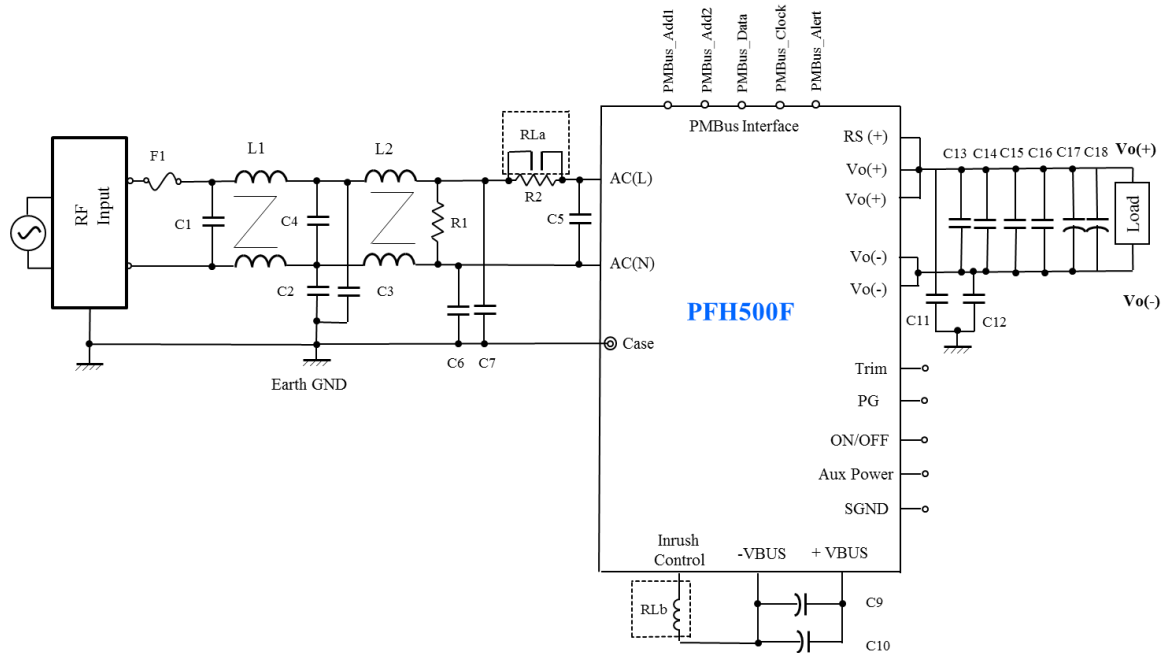 PMBus_Add1
PMBus_Add2
PMBus_Data
PMBus_Clock
PMBus_Alert
PMBus Interface
RF
Input
F1
L1
L2
C1
C4
C2
C3
R1
RLa
R2
C5
C6
C7
AC(L)
AC(N)
Case
Earth GND
PFH500F
RS (+)
Vo(+)
Vo(+)
Vo(-)
Vo(-)
Trim
PG
ON/OFF
Aux Power
SGND
C13
C14
C15
C16
C17
C18
Vo(+)
Load
Vo(-)
C11
C12
Inrush
Control
-VBUS
+ VBUS
RLb
C9
C10